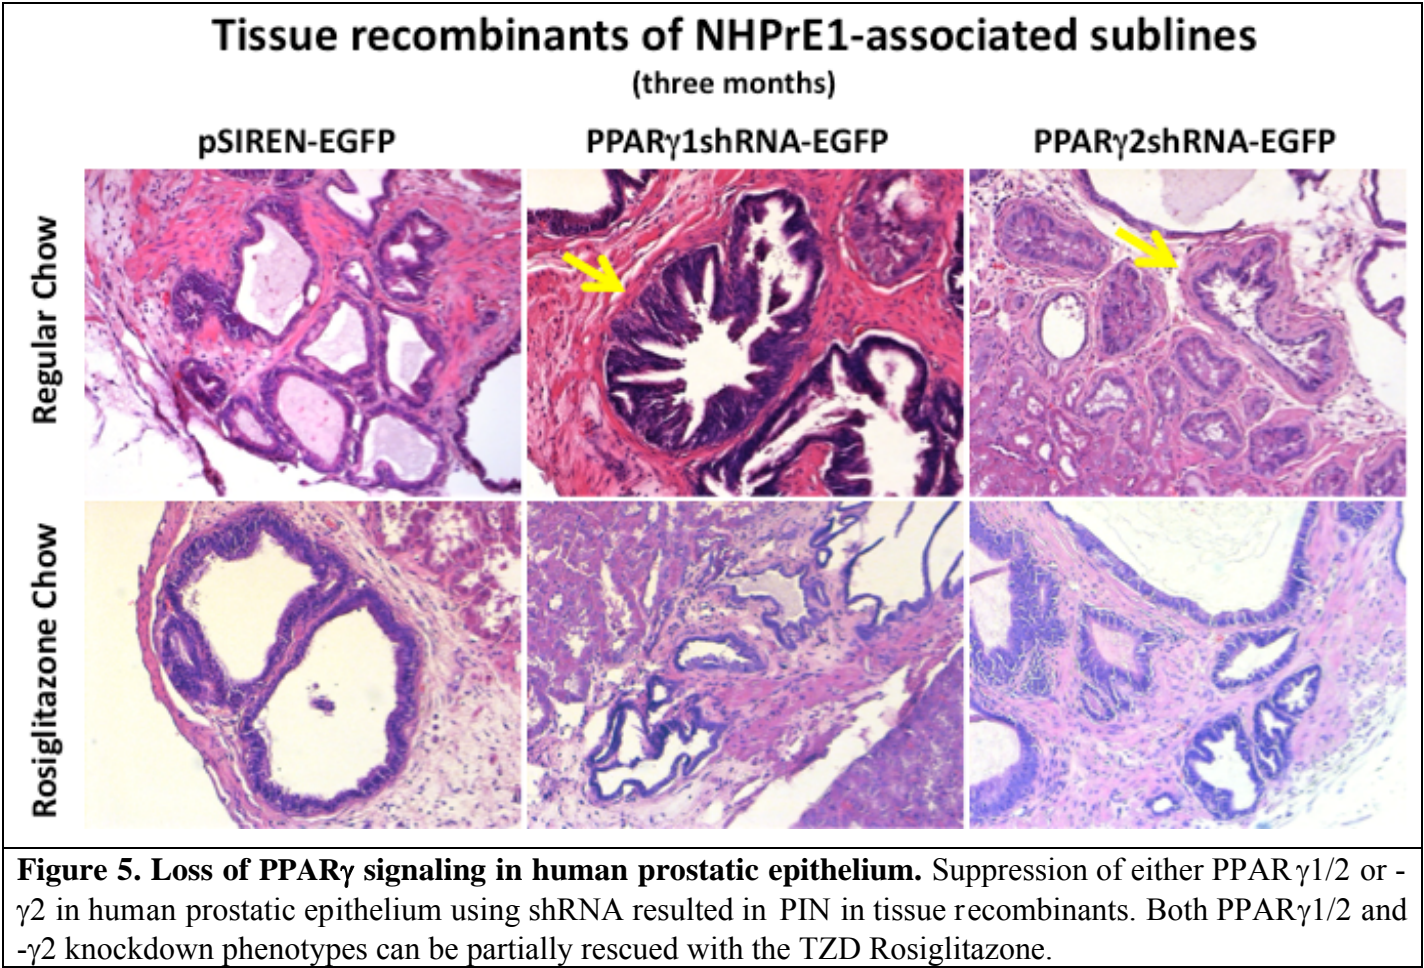 Tissue recombinants of NHPrE1-associated sublines
(three months)
pSIREN-EGFP
PPARγ1shRNA-EGFP
PPARγ2shRNA-EGFP
Regular Chow
Rosiglitazone Chow
Figure 5. Loss of PPARγ signaling in human prostatic epithelium. Suppression of either PPARγ1/2 or -
γ2 in human prostatic epithelium using shRNA resulted in PIN in tissue recombinants. Both PPARγ1/2 and
-γ2 knockdown phenotypes can be partially rescued with the TZD Rosiglitazone.